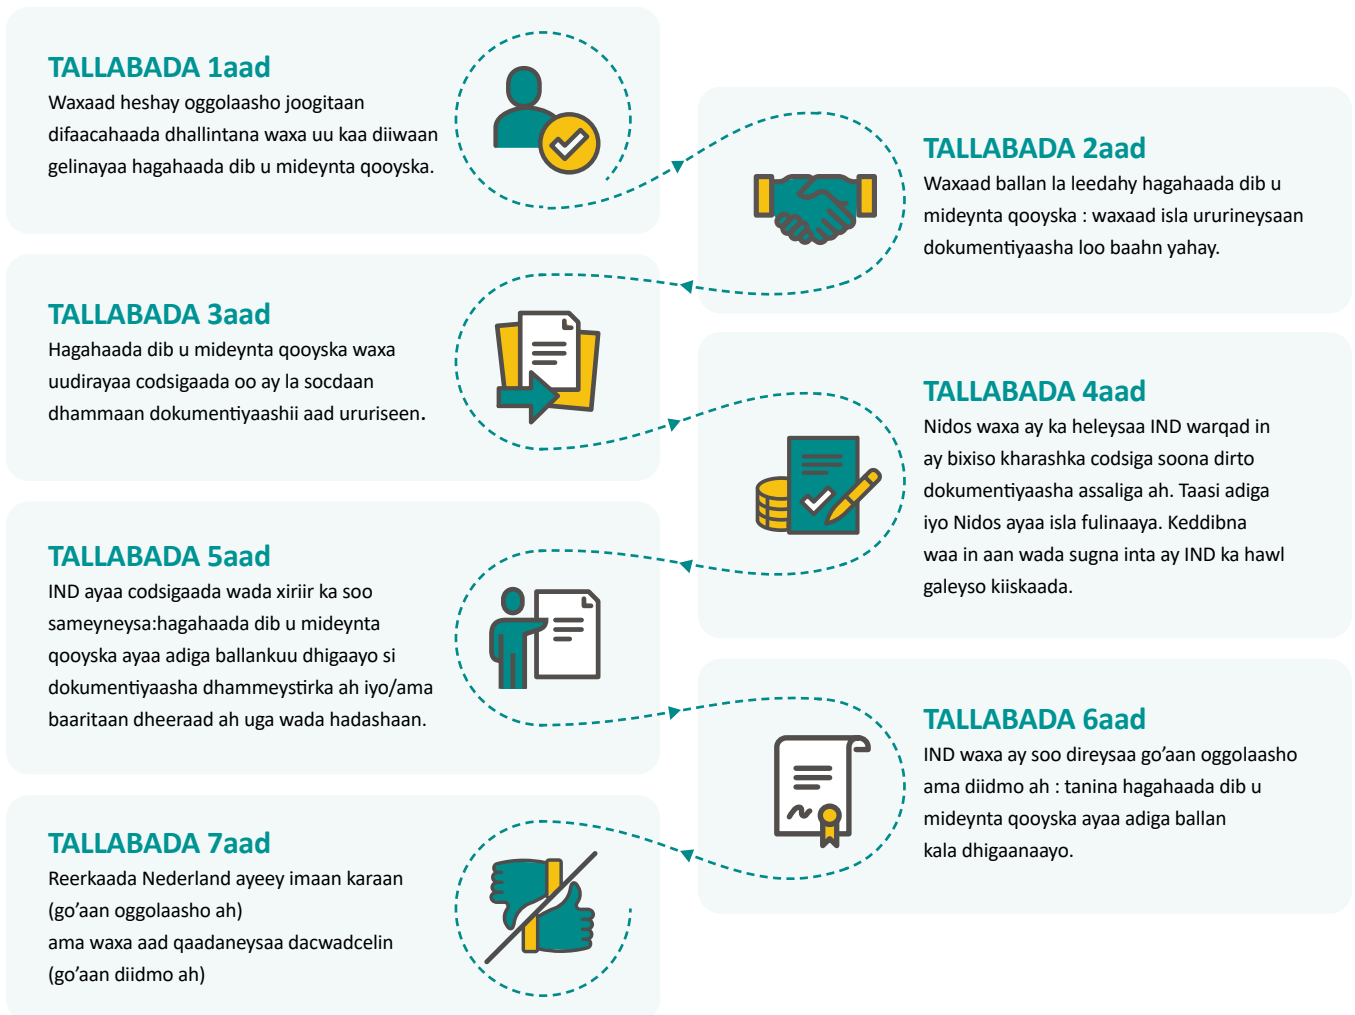 TALLABADA 1aad
Waxaad heshay oggolaasho joogitaan
difaacahaada dhallintana waxa uu kaa diiwaan
gelinayaa hagahaada dib u mideynta qooyska.
TALLABADA 2aad
Waxaad ballan la leedahy hagahaada dib u
mideynta qooyska : waxaad isla ururineysaan
dokumentiyaasha loo baahn yahay.
TALLABADA 3aad
Hagahaada dib u mideynta qooyska waxa
uudirayaa codsigaada oo ay la socdaan
dhammaan dokumentiyaashii aad ururiseen.
TALLABADA 4aad
Nidos waxa ay ka heleysaa IND warqad in
ay bixiso kharashka codsiga soona dirto
dokumentiyaasha assaliga ah. Taasi adiga
iyo Nidos ayaa isla fulinaaya. Keddibna
waa in aan wada sugna inta ay IND ka hawl
galeyso kiiskaada.
TALLABADA 5aad
IND ayaa codsigaada wada xiriir ka soo
sameyneysa:hagahaada dib u mideynta
qooyska ayaa adiga ballankuu dhigaayo si
dokumentiyaasha dhammeystirka ah iyo/ama
baaritaan dheeraad ah uga wada hadashaan.
TALLABADA 6aad
IND waxa ay soo direysaa go’aan oggolaasho
ama diidmo ah : tanina hagahaada dib u
mideynta qooyska ayaa adiga ballan
kala dhigaanaayo.
TALLABADA 7aad
Reerkaada Nederland ayeey imaan karaan
(go’aan oggolaasho ah)
ama waxa aad qaadaneysaa dacwadcelin
(go’aan diidmo ah)